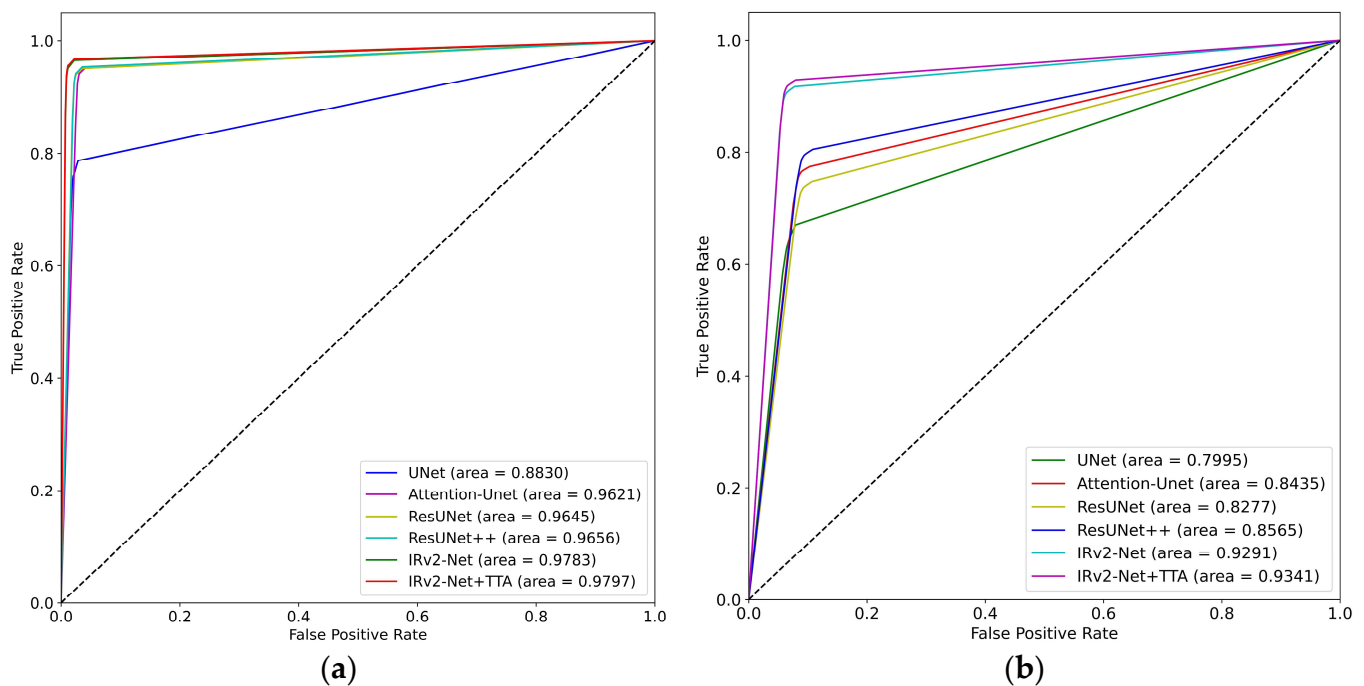 1.0
0.8
0.6
0.4
0.2
0.0
True Positive Rate
0.0 0.2 0.4 0.6 0.8 1.0
False Positive Rate
UNet (area = 0.8830)
Attention-Unet (area = 0.9621)
ResUNet (area = 0.9645)
ResUNet++ (area = 0.9656)
IRv2-Net (area = 0.9783)
IRv2-Net+TTA (area = 0.9797)
(a)
1.0
0.8
0.6
0.4
0.2
0.0
True Positive Rate
0.0 0.2 0.4 0.6 0.8 1.0
False Positive Rate
UNet (area = 0.7995)
Attention-Unet (area = 0.8435)
ResUNet (area = 0.8277)
ResUNet++ (area = 0.8565)
IRv2-Net (area = 0.9291)
IRv2-Net+TTA (area = 0.9341)
(b)